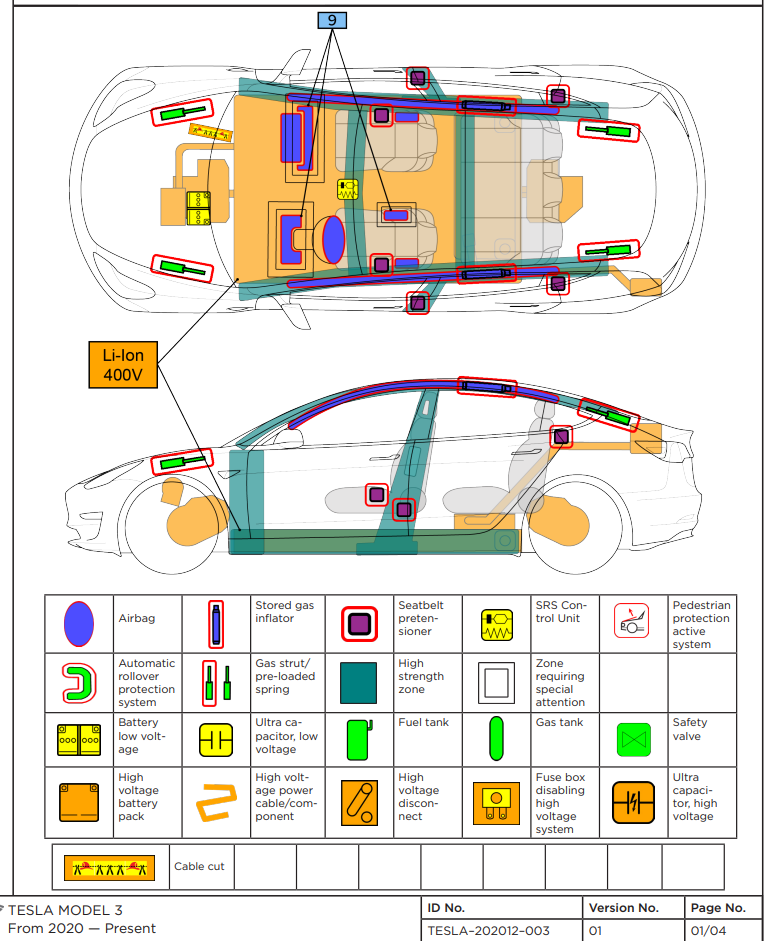 9
Li-Ion
400V
Airbag
Stored gas
inflator
Seatbelt
preten-
sioner
SRS Con-
trol Unit
Pedestrian
protection
active
system
Automatic
rollover
protection
system
Gas strut/
pre-loaded
spring
High
strength
zone
Zone
requiring
special
attention
Battery
low volt-
age
Ultra ca-
pacitor, low
voltage
Fuel tank
Gas tank
Safety
valve
High
voltage
battery
pack
High volt-
age power
cable/com-
ponent
High
voltage
discon-
nect
Fuse box
disabling
high
voltage
system
Ultra
capaci-
tor, high
voltage
Cable cut
TESLA MODEL 3
From 2020 — Present
ID No.
Version No.
Page No.
TESLA-202012-003
01
01/04